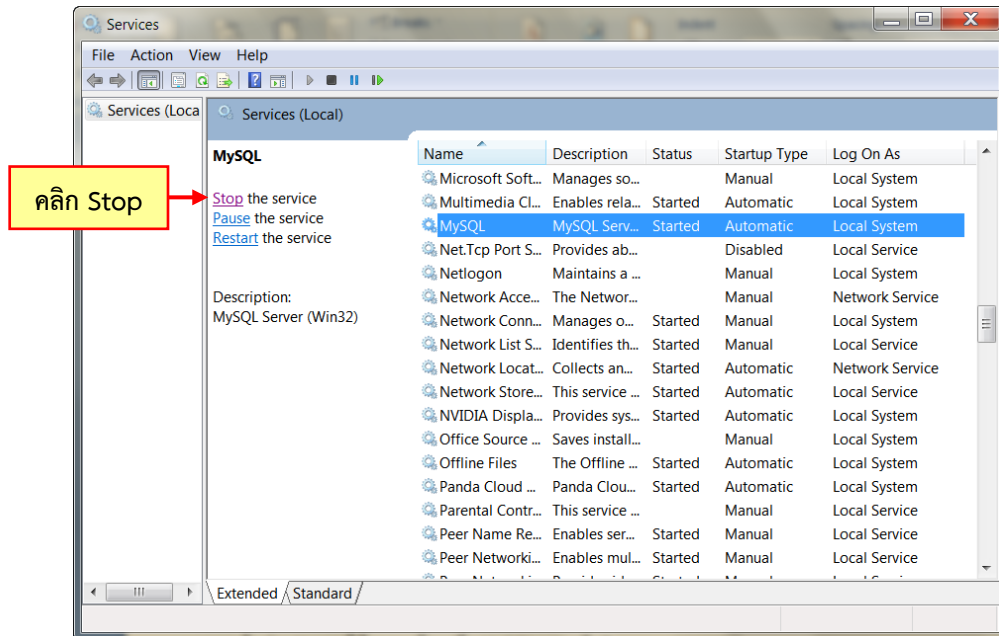 Services
File Action View Help
Services (Loca
Services (Local)
คลิก Stop
MySQL
Stop the service
Pause the service
Restart the service
Description:
MySQL Server (Win32)
Name Description Status Startup Type Log On As
Microsoft Soft... Manages so... Manual Local System
Multimedia Cl... Enables rela... Started Automatic Local System
MySQL MySQL Serv... Started Automatic Local System
Net.Tcp Port S... Provides ab... Disabled Local Service
Netlogon Maintains a ... Manual Local System
Network Acce... The Networ... Manual Network Service
Network Conn... Manages o... Started Manual Local System
Network List S... Identifies th... Started Manual Local Service
Network Locat... Collects an... Started Automatic Network Service
Network Store... This service ... Started Automatic Local Service
NVIDIA Displa... Provides sys... Started Automatic Local System
Office Source ... Saves install... Manual Local System
Offline Files The Offline ... Started Automatic Local System
Panda Cloud ... Panda Clou... Started Automatic Local System
Parental Contr... This service ... Manual Local Service
Peer Name Re... Enables ser... Started Manual Local Service
Peer Networki... Enables mul... Started Manual Local Service
Extended Standard